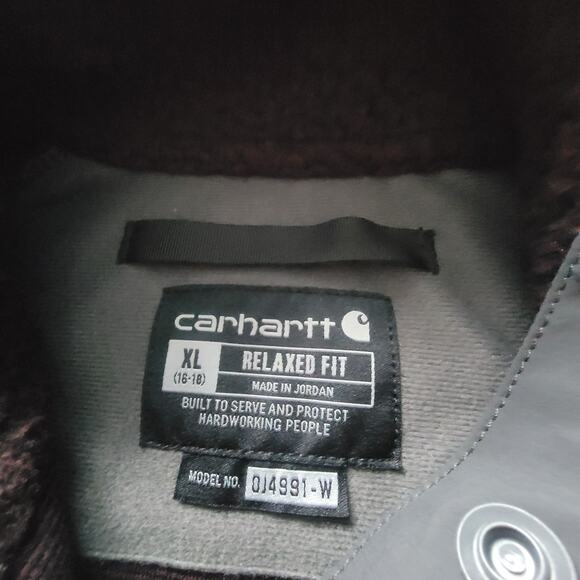 carhartt
XL
(16-18)
RELAXED FIT
MADE IN JORDAN
BUILT TO SERVE AND PROTECT
HARDWORKING PEOPLE
MODEL NO. OJ4991-W